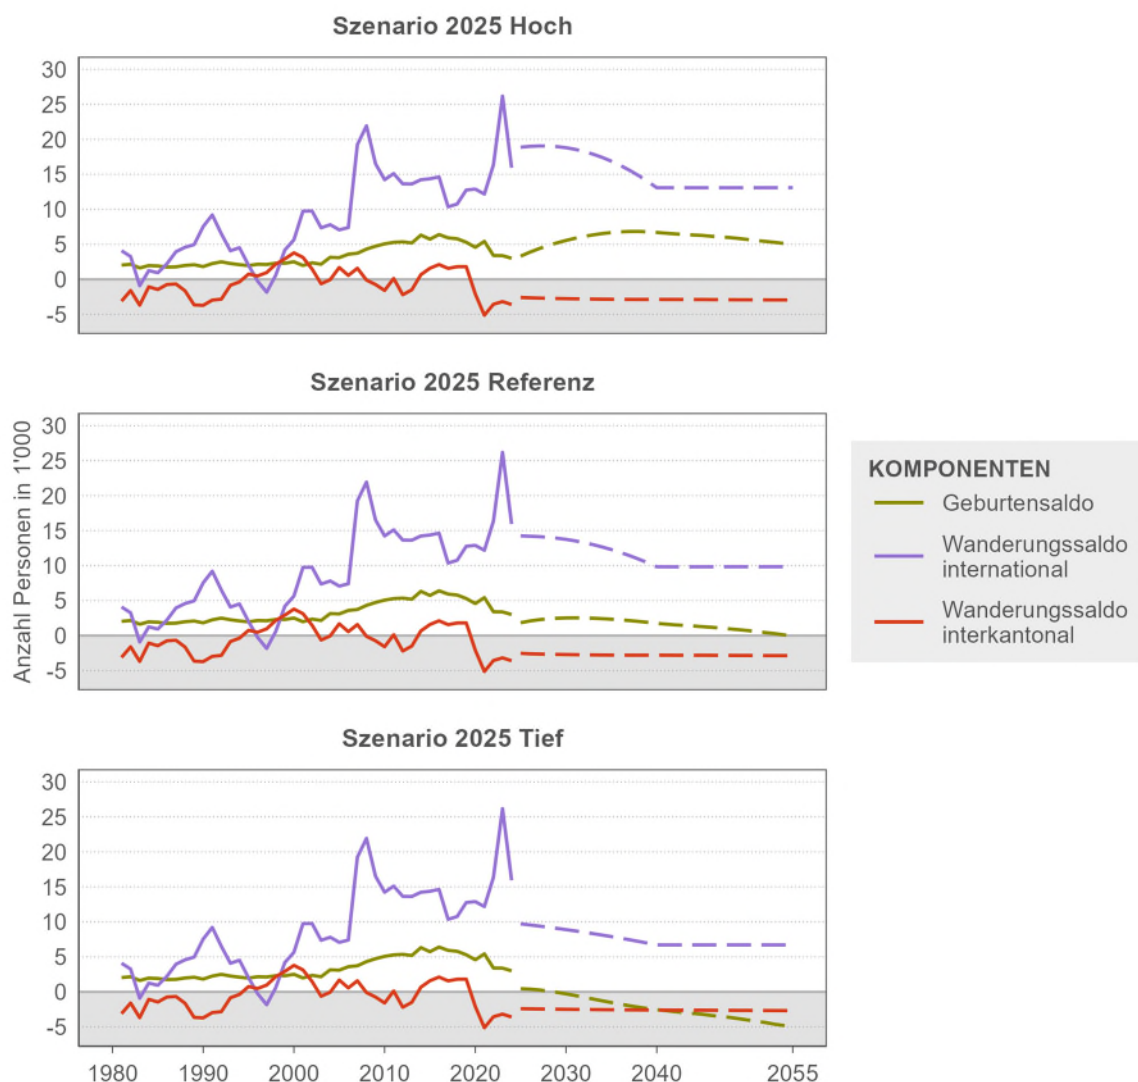 Szenario 2025 Hoch
30
25
20
15
10
5
0
-5
Szenario 2025 Referenz
Anzahl Personen in 1'000
30
25
20
15
10
5
0
-5
KOMPONENTEN
Geburtensaldo
Wanderungssaldo
international
Wanderungssaldo
interkantonal
Szenario 2025 Tief
30
25
20
15
10
5
0
-5
1980 1990 2000 2010 2020 2030 2040 2055